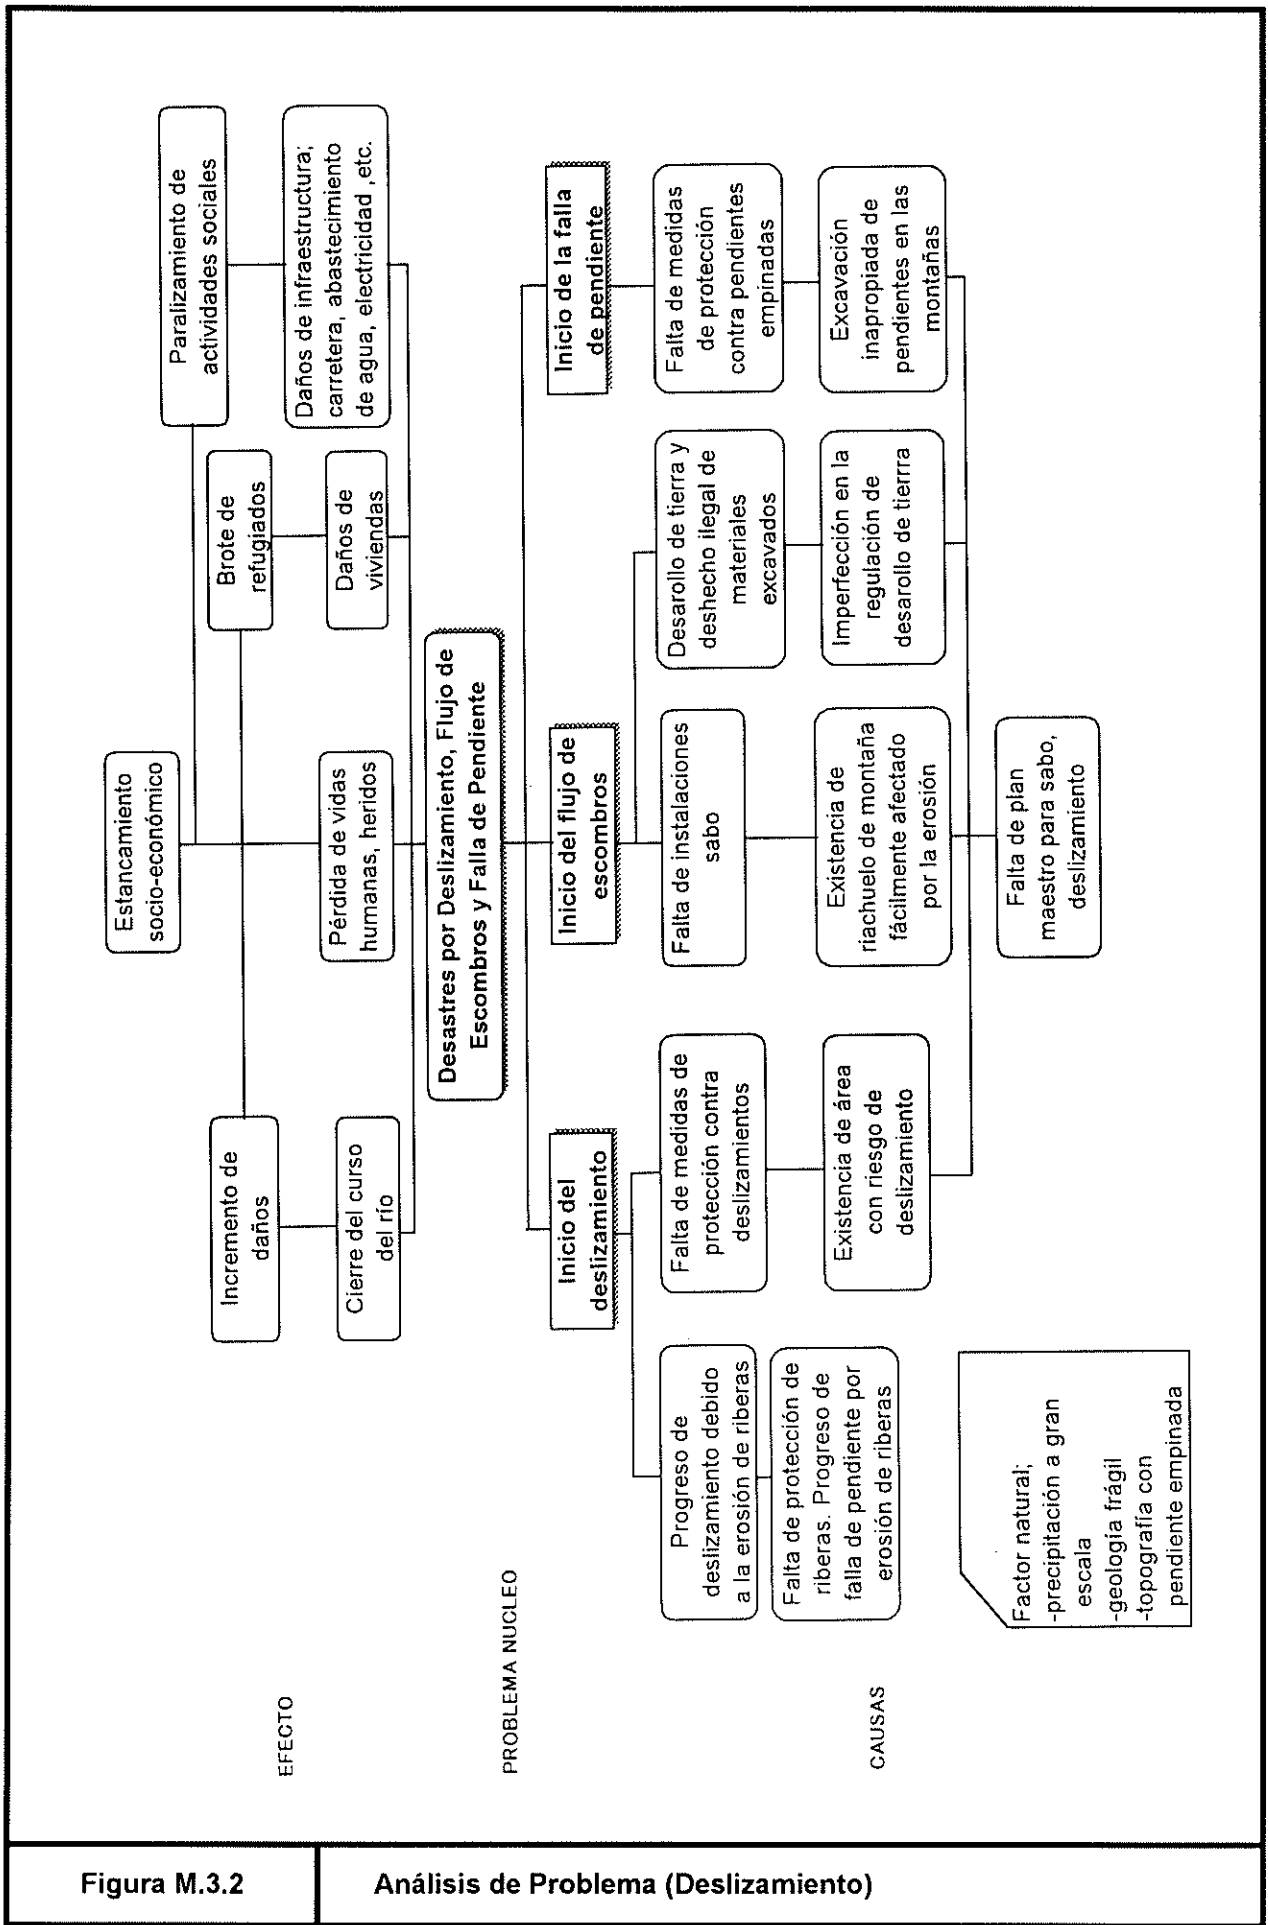 Estancamiento
socio-económico
Paralizamiento de
actividades sociales
Incremento de
daños
Brote de
refugiados
EFECTO
Cierre del curso
del río
Pérdida de vidas
humanas, heridos
Daños de
viviendas
Daños de infraestructura;
carretera, abastecimiento
de agua, electricidad ,etc.
PROBLEMA NUCLEO
Desastres por Deslizamiento, Flujo de
Escombros y Falla de Pendiente
Inicio del
deslizamiento
Inicio del flujo de
escombros
Inicio de la falla
de pendiente
Progreso de
deslizamiento debido
a la erosión de riberas
Falta de medidas de
protección contra
deslizamientos
Falta de instalaciones
sabo
Desarollo de tierra y
deshecho ilegal de
materiales
excavados
Falta de medidas
de protección
contra pendientes
empinadas
CAUSAS
Falta de protección de
riberas. Progreso de
falla de pendiente por
erosión de riberas
Existencia de área
con riesgo de
deslizamiento
Existencia de
riachuelo de montaña
fácilmente afectado
por la erosión
Imperfección en la
regulación de
desarollo de tierrra
Excavación
inapropiada de
pendientes en las
montañas
Falta de plan
maestro para sabo,
deslizamiento
Factor natural;
-precipitación a gran
escala
-geología frágil
-topografía con
pendiente empinada
Figura M.3.2
Análisis de Problema (Deslizamiento)